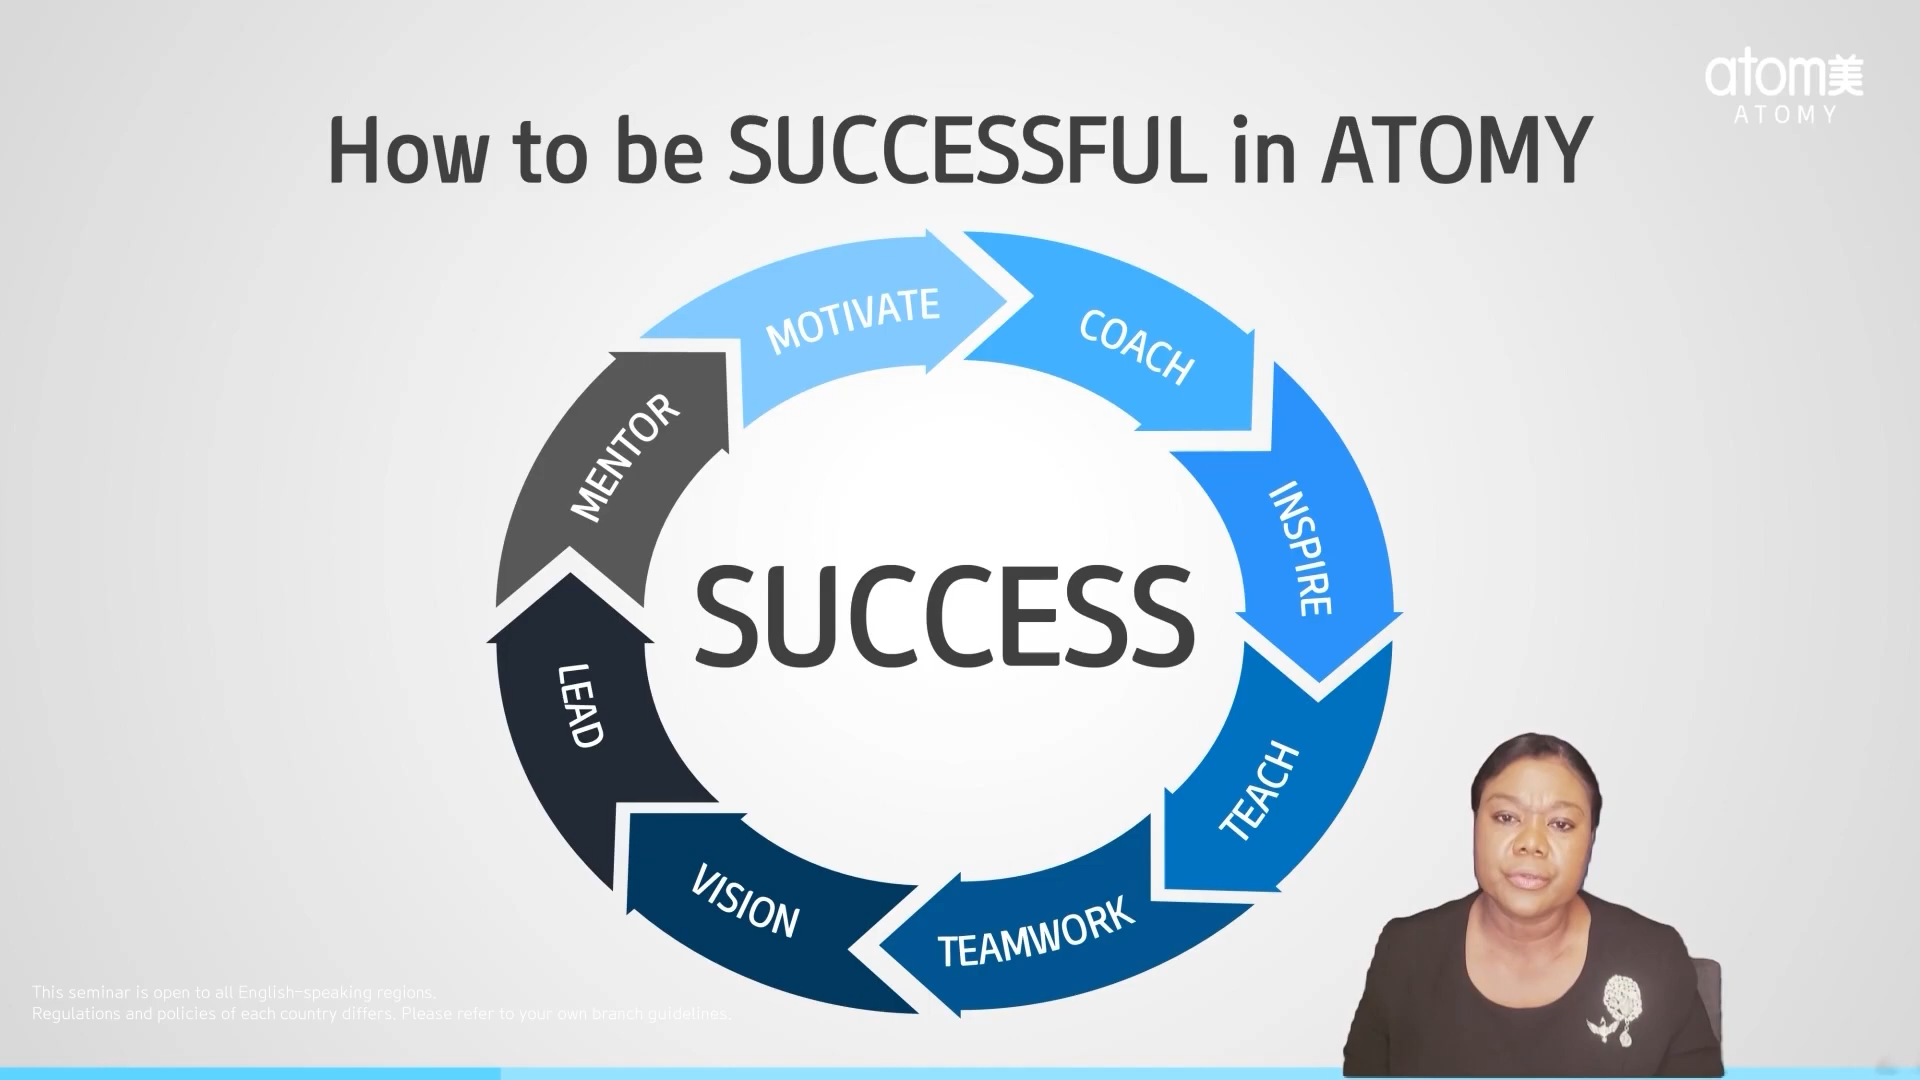 atom美
ATOMY
How to be SUCCESSFUL in ATOMY
MOTIVATE
COACH
INSPIRE
TEACH
TEAMWORK
VISION
LEAD
MENTOR
SUCCESS
This seminar is open to all English-speaking regions.
Regulations and policies of each country differs. Please refer to your own branch guidelines.